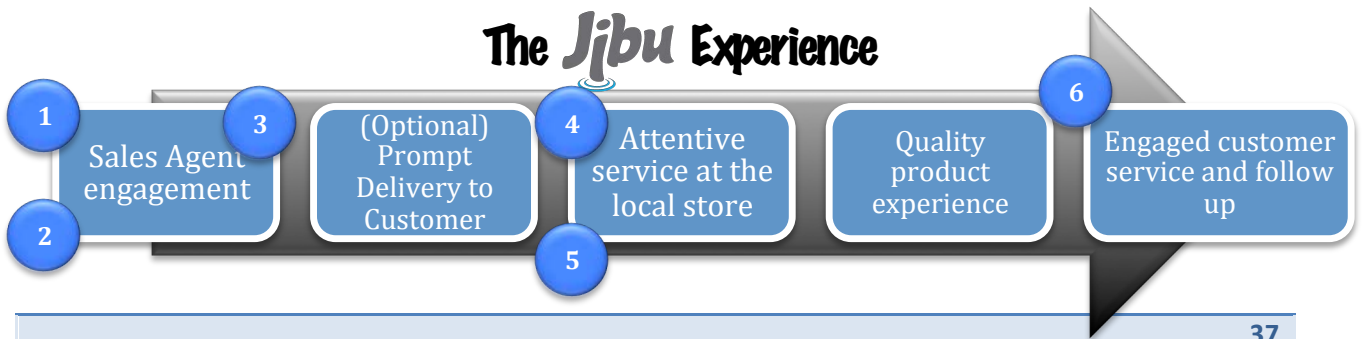 The Jibu Experience
1
2
Sales Agent
engagement
3
(Optional)
Prompt
Delivery to
Customer
4
5
Attentive
service at the
local store
Quality
product
experience
6
Engaged customer
service and follow
up
37